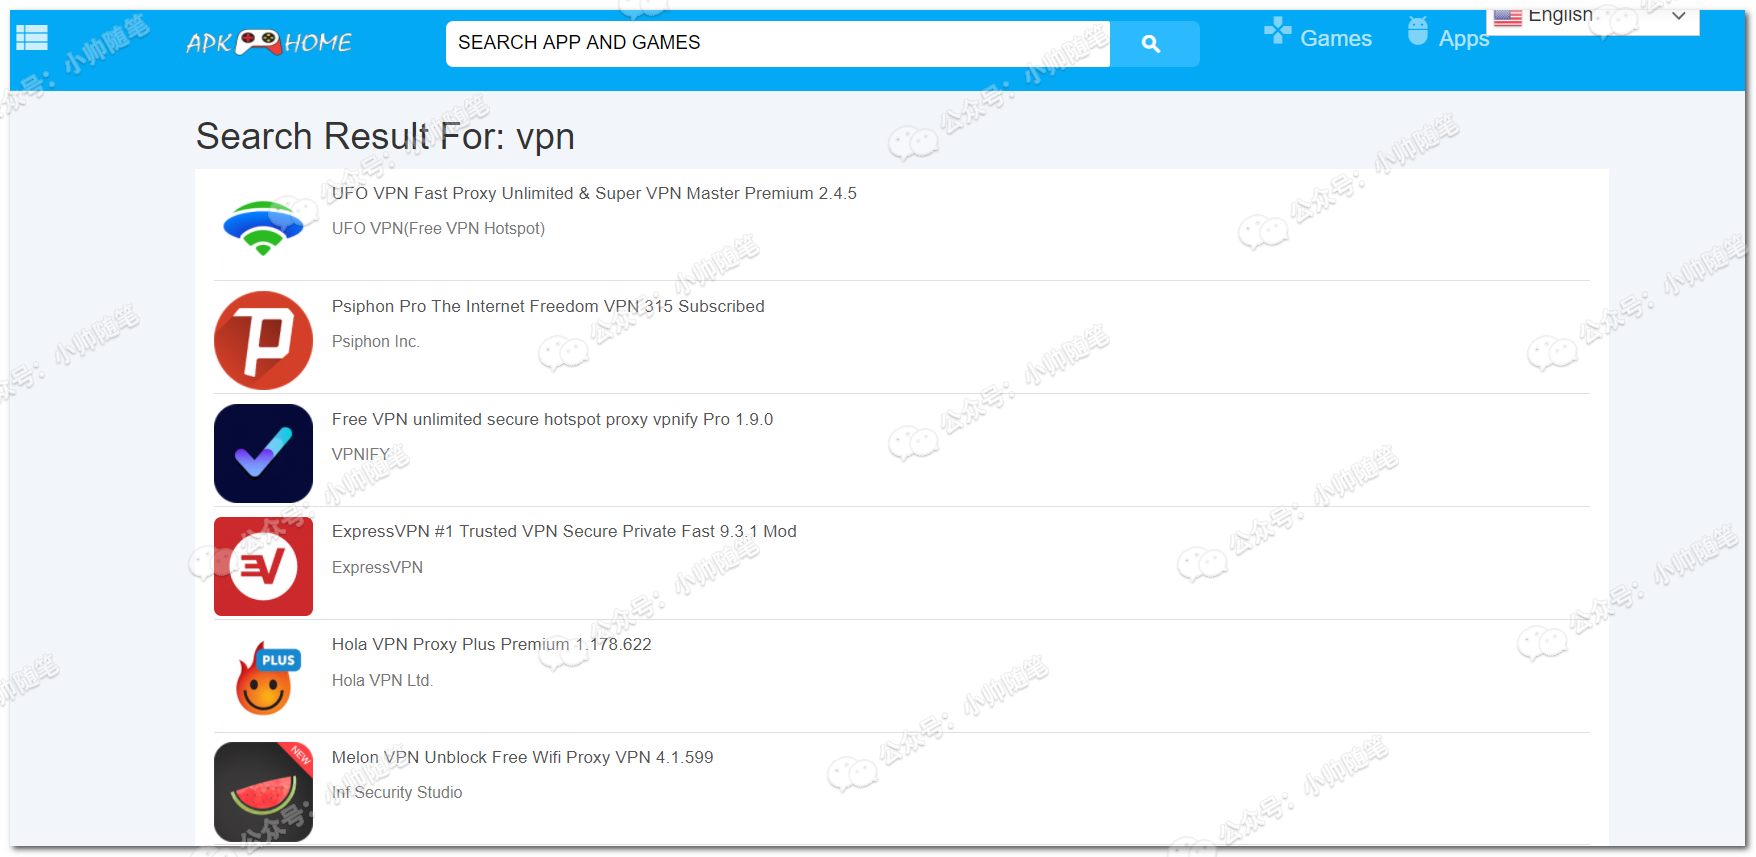 APK HOME
SEARCH APP AND GAMES
Games
Apps
English
Search Result For: vpn
UFO VPN Fast Proxy Unlimited & Super VPN Master Premium 2.4.5
UFO VPN(Free VPN Hotspot)
Psiphon Pro The Internet Freedom VPN 315 Subscribed
Psiphon Inc.
Free VPN unlimited secure hotspot proxy vpnify Pro 1.9.0
VPNIFY
EV
ExpressVPN #1 Trusted VPN Secure Private Fast 9.3.1 Mod
ExpressVPN
PLUS
Hola VPN Proxy Plus Premium 1.178.622
Hola VPN Ltd.
NEW
Melon VPN Unblock Free Wifi Proxy VPN 4.1.599
Inf Security Studio
公众号：小帅随笔